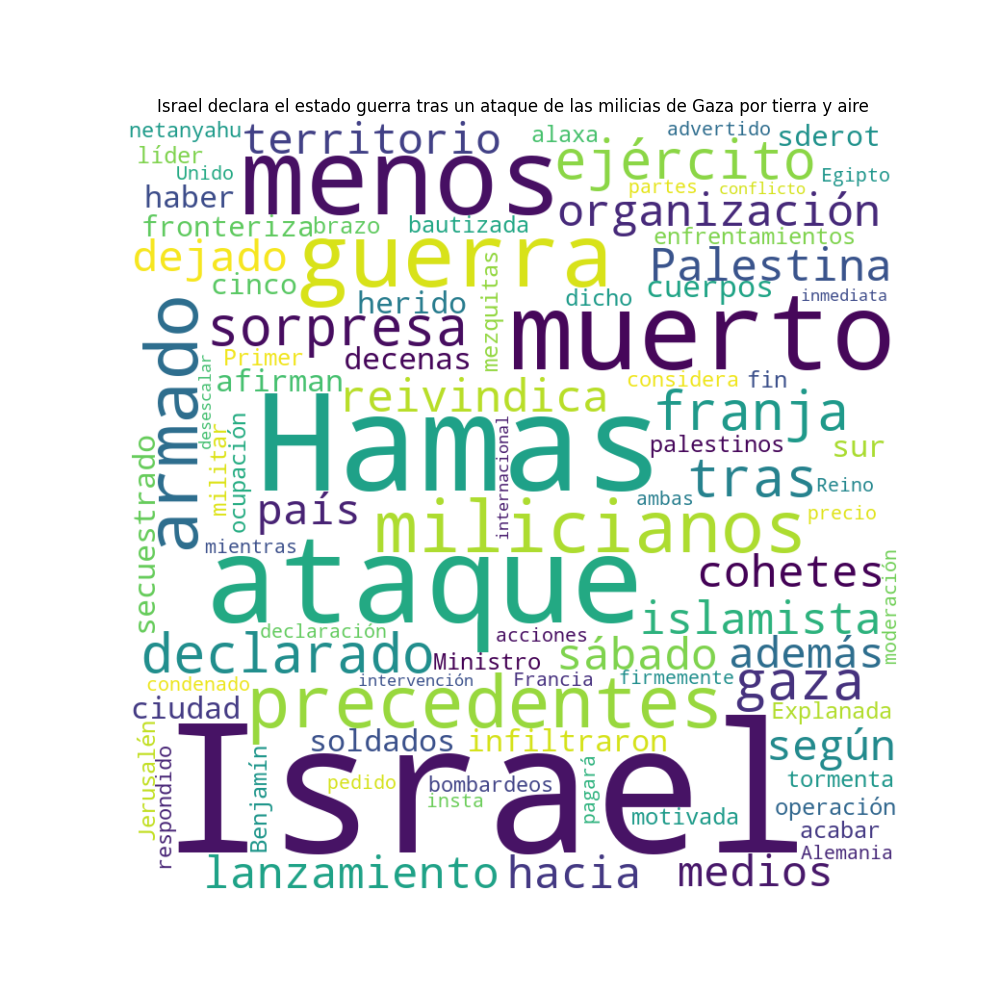 Israel declara el estado guerra tras un ataque de las milicias de Gaza por tierra y aire
netanyahu
territorio
alaxa
advertido
sderot
líder
Unido
menos
ejército
partes
conflicto
Egipto
haber
organización
fronteriza
brazo
bautizada
enfrentamientos
dejado
guerra
mezquitas
Palestina
cinco
herido
dicho
cuerpos
inmediata
armado
sorpresa
muerto
Primer
decenas
desescalar
afirman
reivindica
considera
fin
franja
Hamas
militar
ocupación
internacional
palestinos
sur
secuestrado
país
tras
Reino
ambas
milicianos
precio
mientras
ataque
cohetes
moderación
islamista
declaración
acciones
declarado
Ministro
sábado
además
condenado
intervención
Francia
firmemente
gaza
ciudad
precedentes
Explanada
Jerusalén
respondido
Israel
soldados
infiltraron
según
Benjamín
pedido
bombardeos
insta
pagará
motivada
tormenta
operación
acabar
Alemania
lanzamiento
hacia
medios